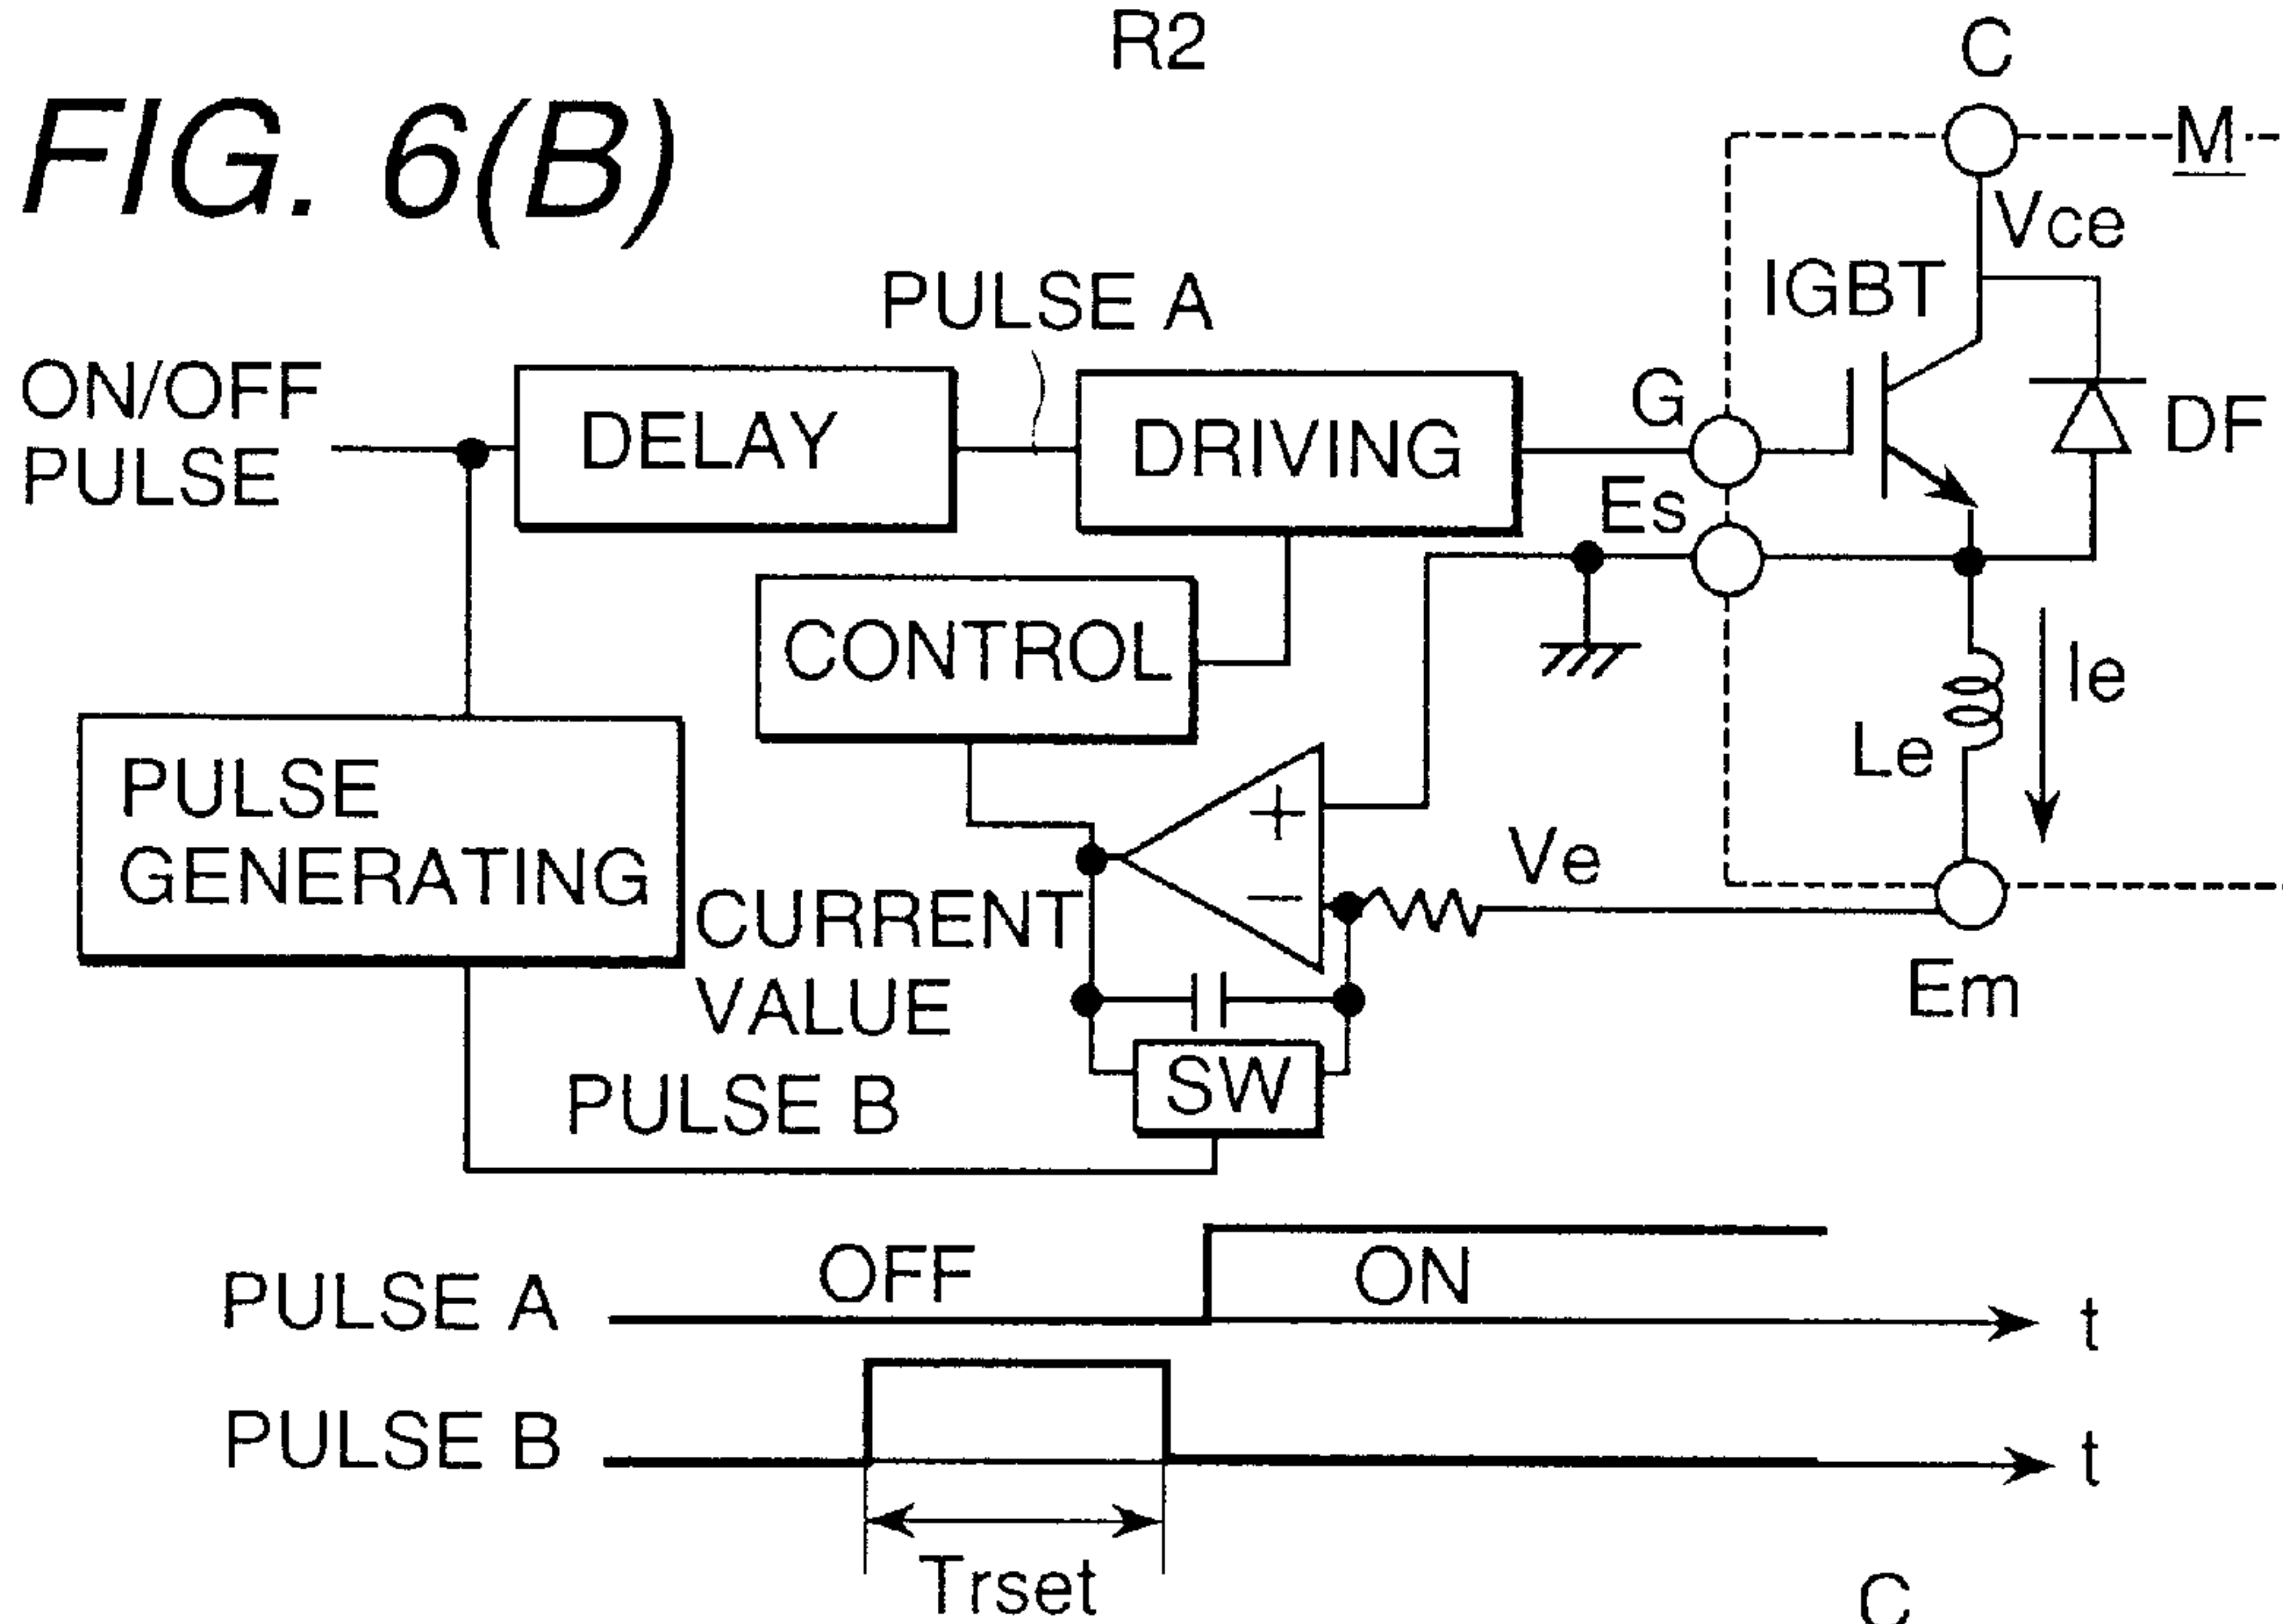 R2
C
FIG. 6(B)
M
Vce
IGBT
PULSE A
ON/OFF
PULSE
DELAY
DRIVING
G
DF
Es
CONTROL
Ie
Le
PULSE
GENERATING
+
−
Ve
CURRENT
VALUE
Em
SW
PULSE B
OFF
ON
PULSE A
t
PULSE B
t
Trset
C